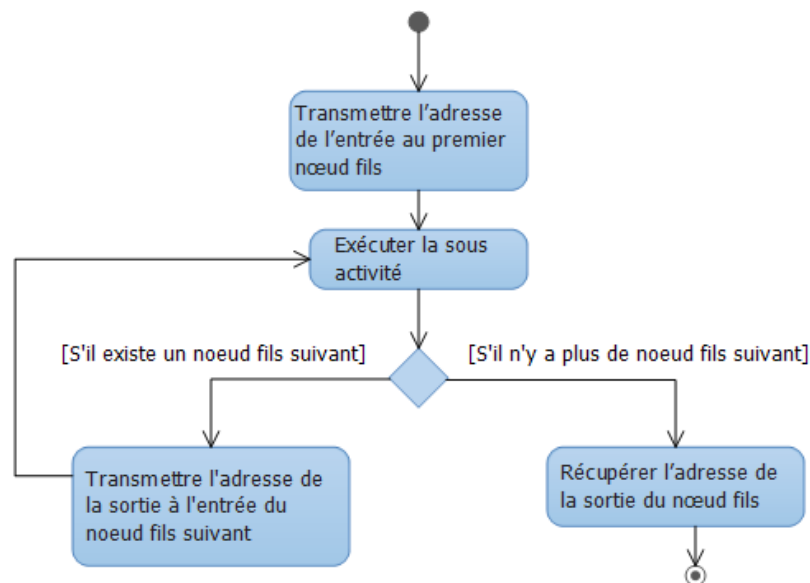 Transmettre l’adresse
de l’entrée au premier
nœud fils
Exécuter la sous
activité
[S'il existe un noeud fils suivant]
[S'il n'y a plus de noeud fils suivant]
Transmettre l'adresse de
la sortie à l'entrée du
noeud fils suivant
Récupérer l’adresse de
la sortie du nœud fils